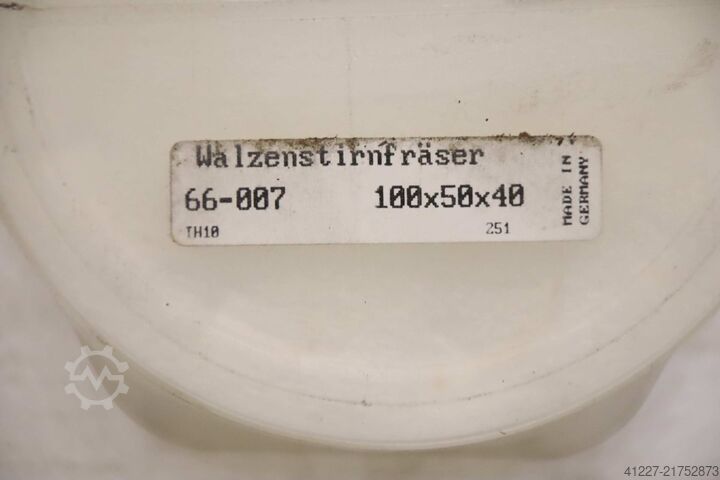 Walzenstirnfräser
66-007 100x50x40
TH10 251
MADE IN
GERMANY
41227-21752873